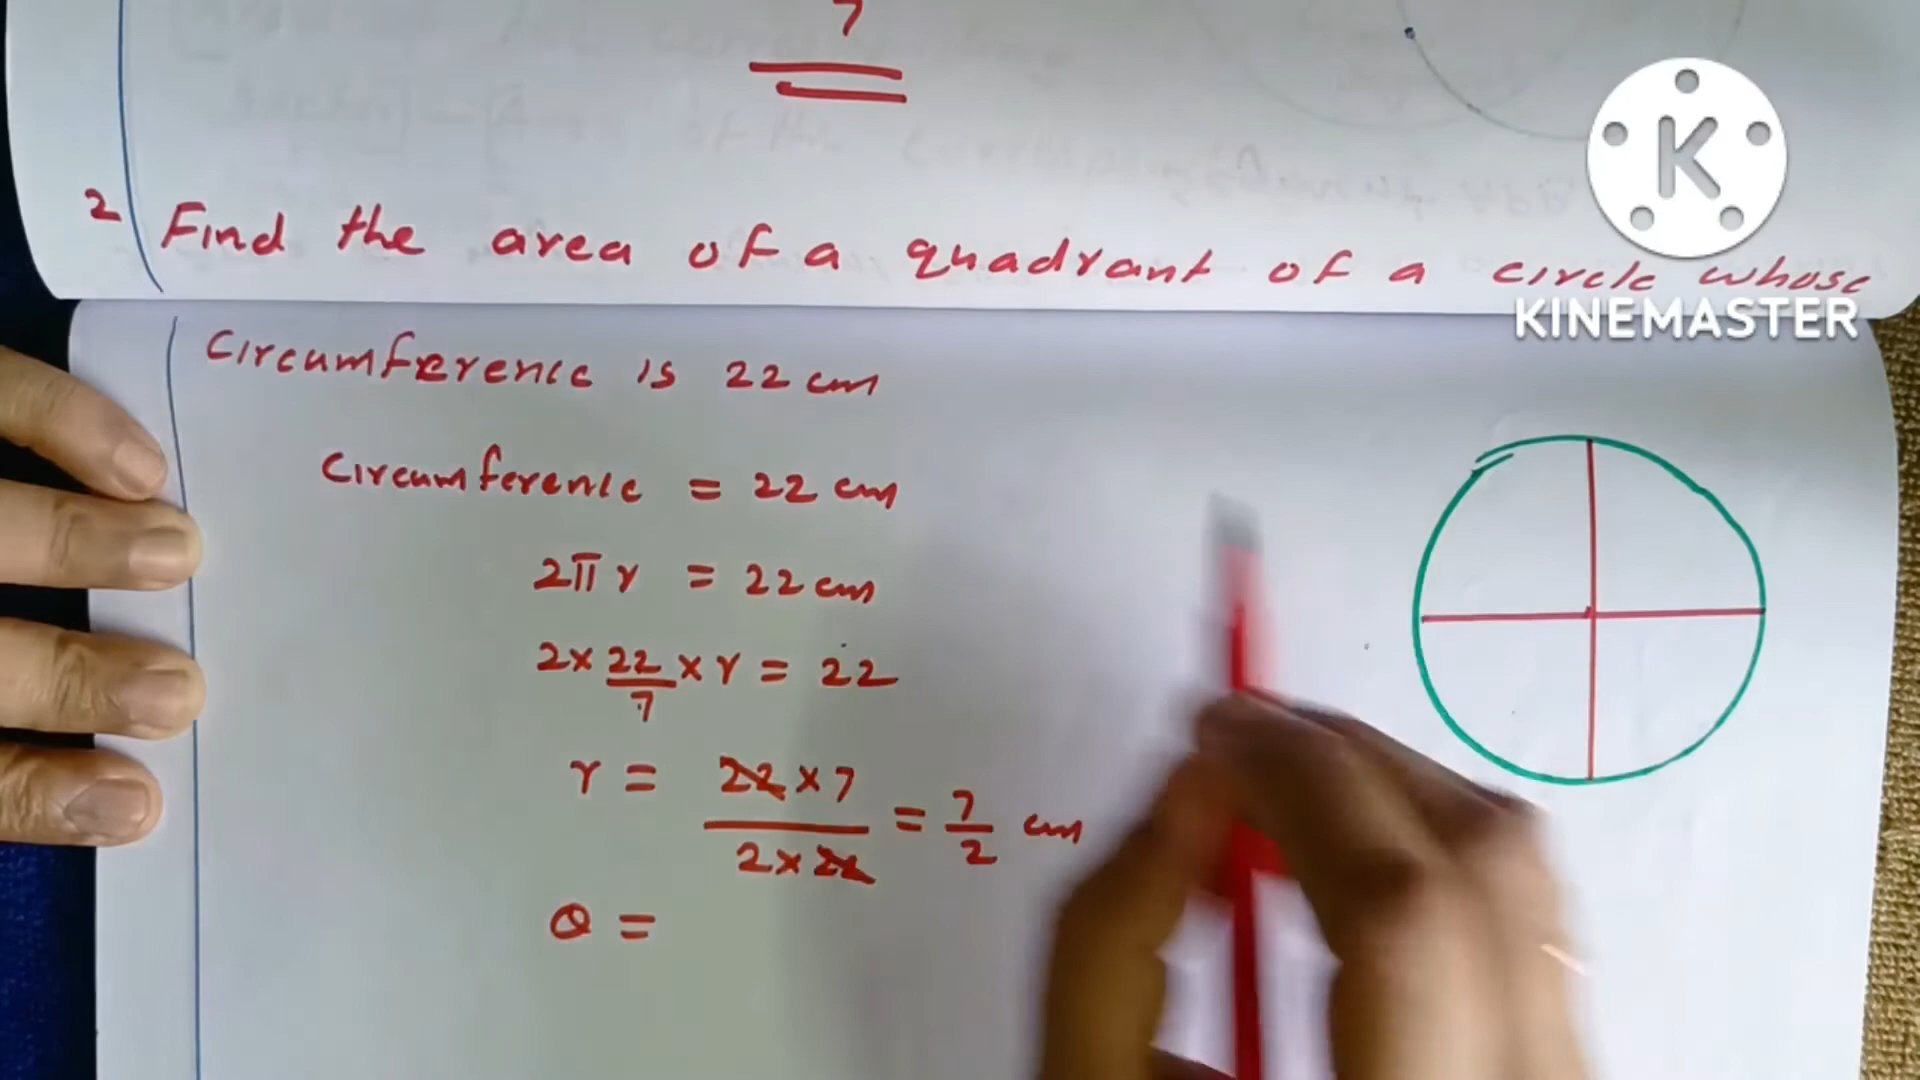 7
2 Find the area of a quadrant of a circle whose
K
KINEMASTER
circumference is 22 cm
circumference = 22 cm
2π r = 22 cm
2 × 22/7 × r = 22
r = 22 × 7 / 2 × 22 = 7/2 cm
θ =